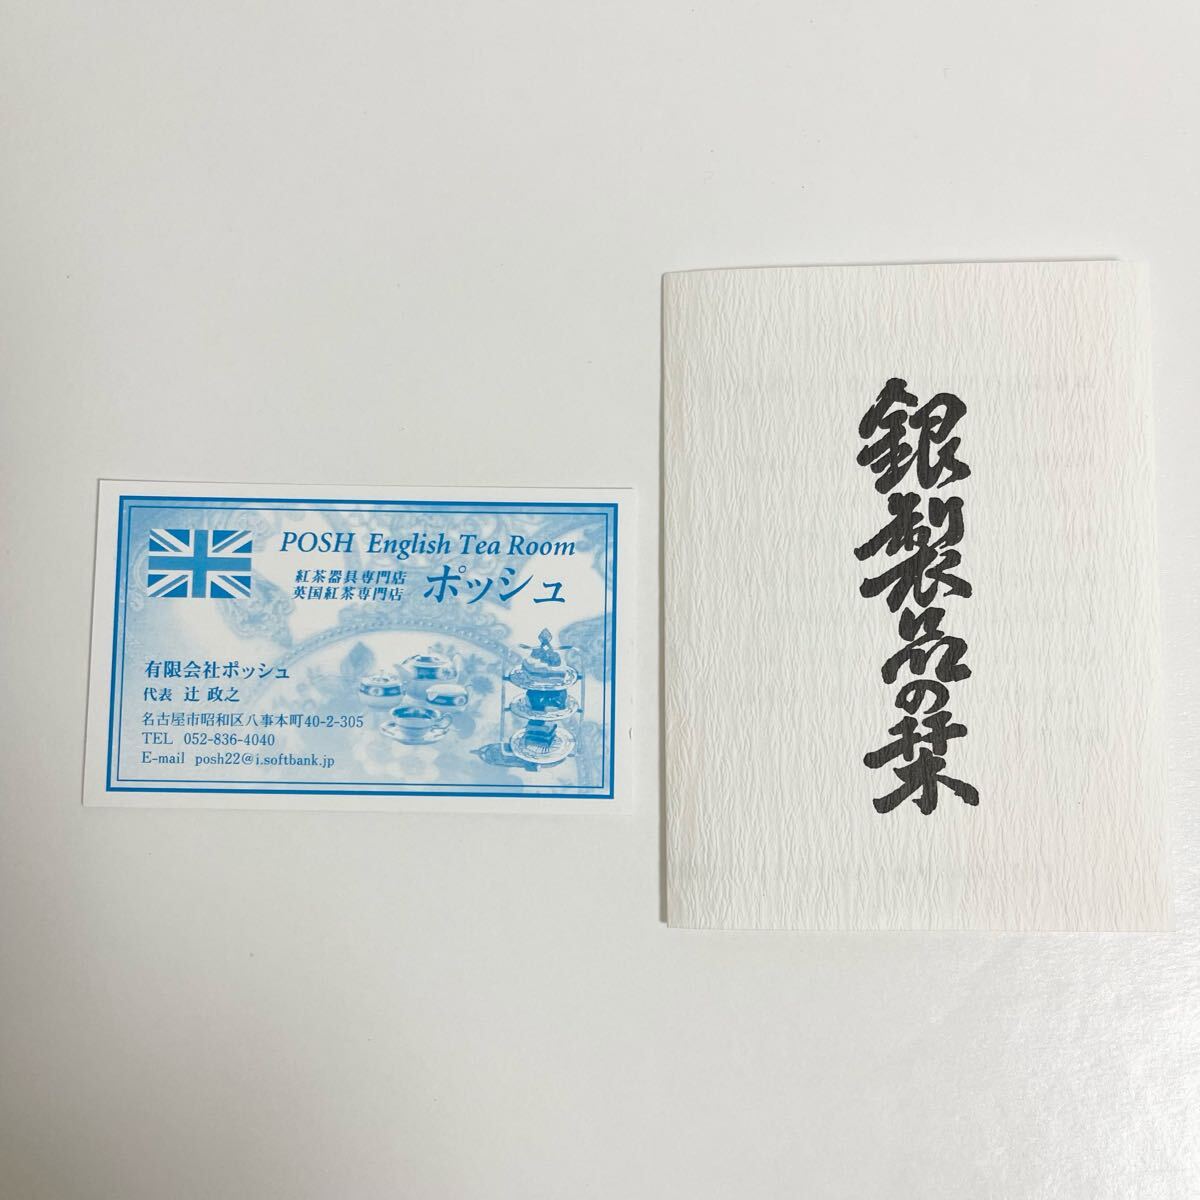 POSH English Tea Room
紅茶器具専門店
英国紅茶専門店
ポッシュ
有限会社ポッシュ
代表 辻 政之
名古屋市昭和区八事本町40-2-305
TEL 052-836-4040
E-mail posh22@i.softbank.jp
銀製品の栞